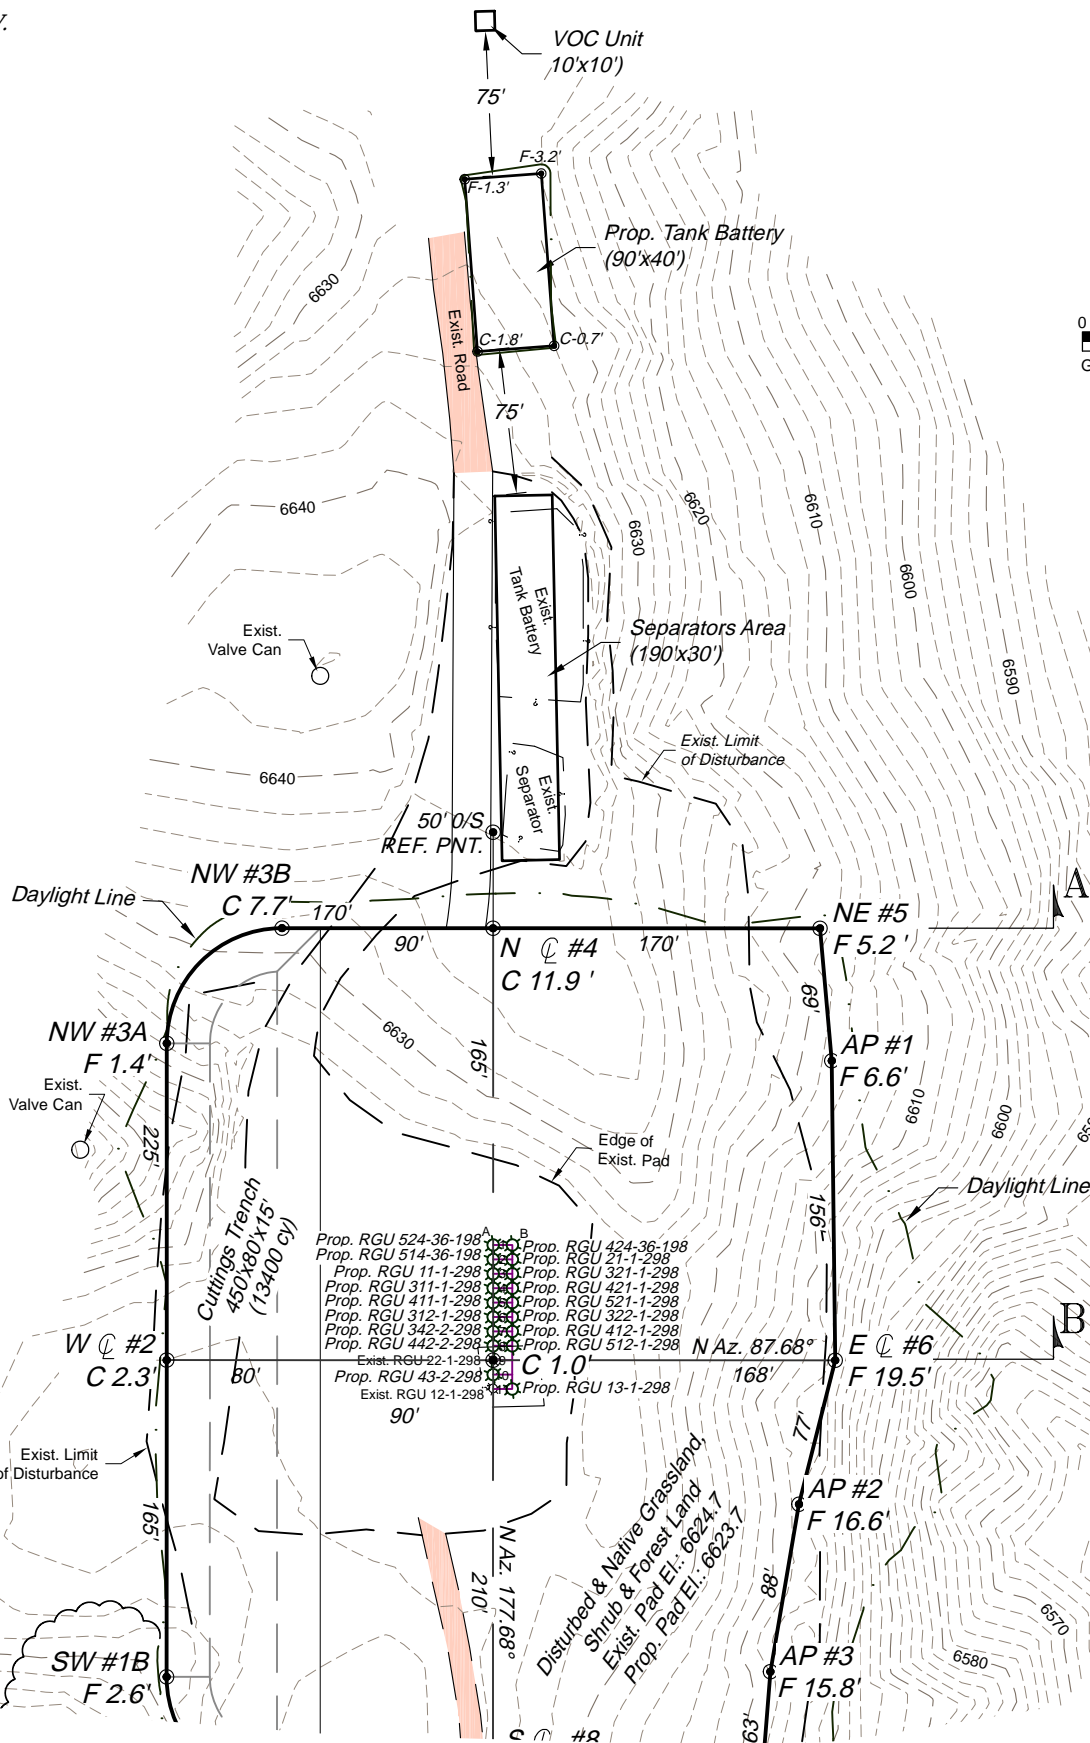 VOC Unit
10'x10')
75'
F-3.2'
F-1.3'
Prop. Tank Battery
(90'x40')
6630
Exist. Road
C-1.8'
C-0.7'
0
G
75'
6640
6630
6620
6610
6600
6590
Exist.
Tank Battery
Exist.
Valve Can
Separators Area
(190'x30')
Exist. Limit
of Disturbance
6640
Exist.
Separator
50' 0/S
REF. PNT.
NW #3B
C 7.7'
Daylight Line
170'
90'
N ℄ #4
C 11.9 '
170'
NE #5
F 5.2 '
A
69'
NW #3A
F 1.4'
6630
165'
AP #1
F 6.6'
Exist.
Valve Can
6610
6600
225'
Edge of
Exist. Pad
Daylight Line
156'
Cuttings Trench
450'x80'x15'
(13400 cy)
A
B
Prop. RGU 524-36-198
Prop. RGU 514-36-198
Prop. RGU 11-1-298
Prop. RGU 311-1-298
Prop. RGU 411-1-298
Prop. RGU 312-1-298
Prop. RGU 342-2-298
Prop. RGU 442-2-298
Exist. RGU 22-1-298
Prop. RGU 43-2-298
Exist. RGU 12-1-298
Prop. RGU 424-36-198
Prop. RGU 21-1-298
Prop. RGU 321-1-298
Prop. RGU 421-1-298
Prop. RGU 521-1-298
Prop. RGU 322-1-298
Prop. RGU 412-1-298
Prop. RGU 512-1-298
C 1.0'
Prop. RGU 13-1-298
N Az. 87.68°
168'
B
W ℄ #2
C 2.3'
80'
90'
E ℄ #6
F 19.5'
77'
Exist. Limit
of Disturbance
165'
AP #2
F 16.6'
Disturbed & Native Grassland,
Shrub & Forest Land
Exist. Pad El.: 6624.7
Prop. Pad El.: 6623.7
N Az. 177.68°
210'
88'
6570
6580
SW #1B
F 2.6'
AP #3
F 15.8'
63'
℄ #8